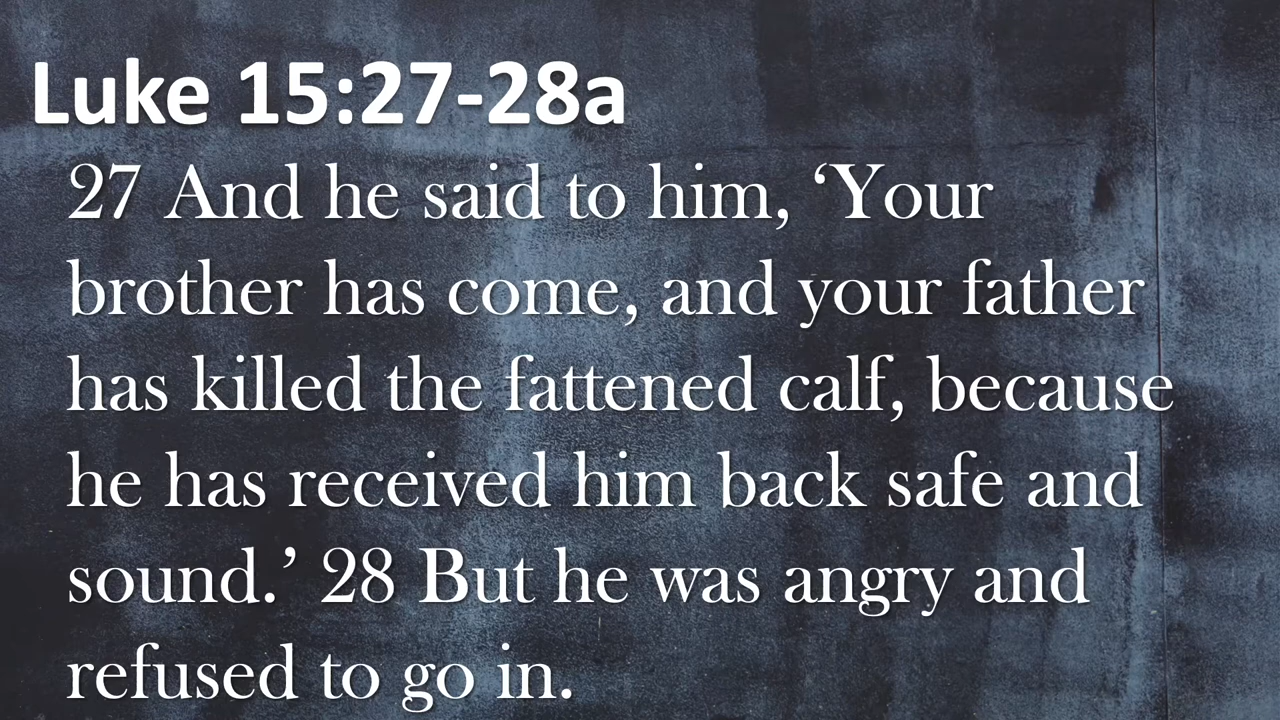 Luke 15:27-28a
27 And he said to him, ‘Your
brother has come, and your father
has killed the fattened calf, because
he has received him back safe and
sound.’ 28 But he was angry and
refused to go in.